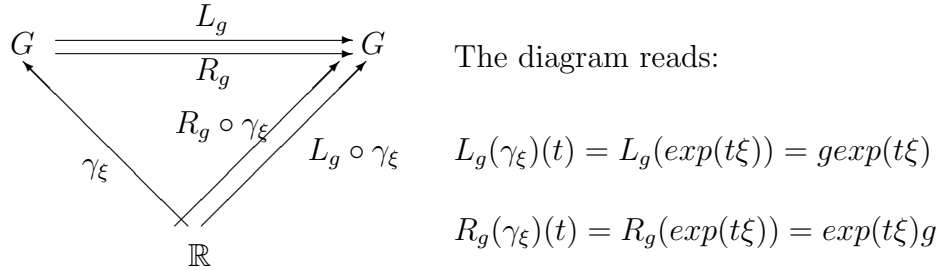 L_g
G G
R_g
The diagram reads:
R_g ∘ γ_ξ
L_g ∘ γ_ξ
γ_ξ
L_g(γ_ξ)(t) = L_g(exp(tξ)) = gexp(tξ)
R_g(γ_ξ)(t) = R_g(exp(tξ)) = exp(tξ)g
ℝ